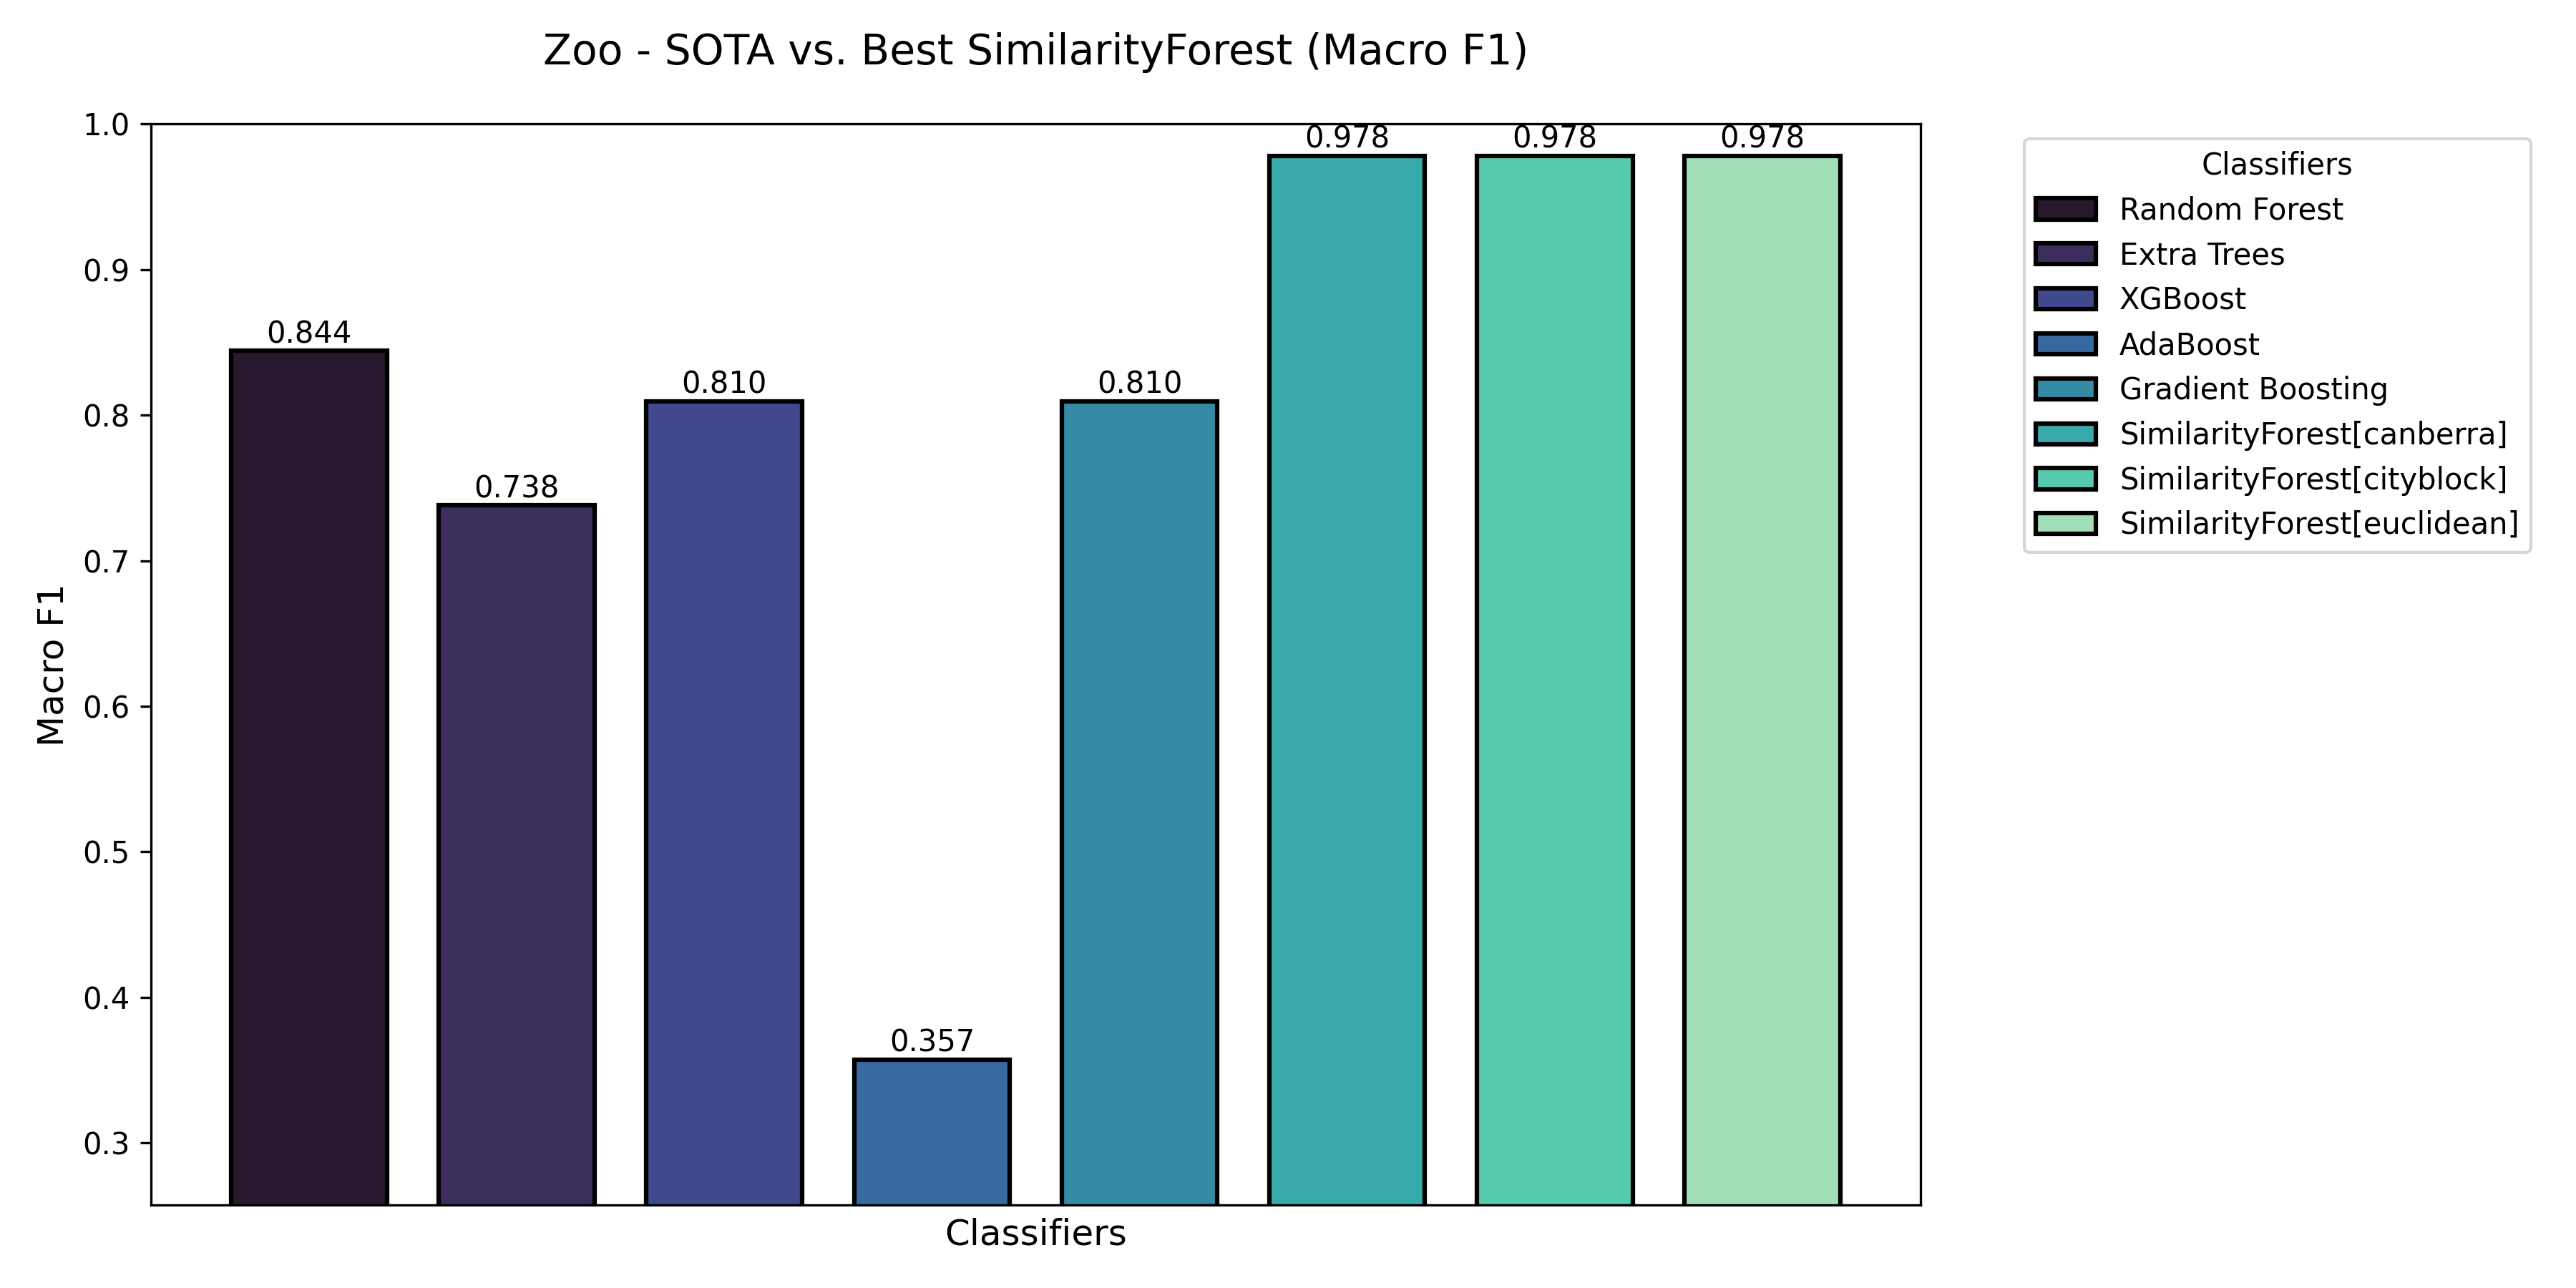 Zoo - SOTA vs. Best SimilarityForest (Macro F1)
Macro F1
1.0
0.9
0.8
0.7
0.6
0.5
0.4
0.3
0.844
0.738
0.810
0.357
0.810
0.978
0.978
0.978
Classifiers
Classifiers
Random Forest
Extra Trees
XGBoost
AdaBoost
Gradient Boosting
SimilarityForest[canberra]
SimilarityForest[cityblock]
SimilarityForest[euclidean]